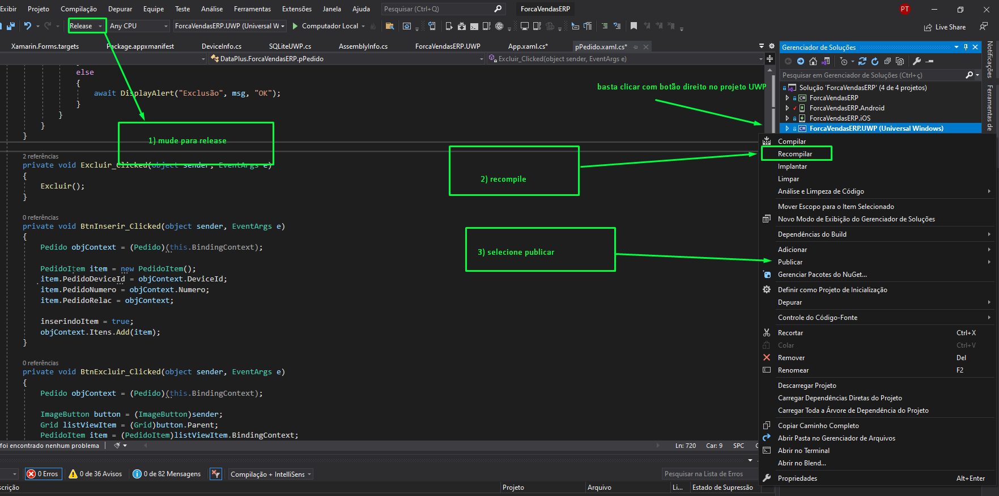 Exibir Projeto Compilação Depurar Equipe Teste Análise Ferramentas Extensões Janela Ajuda Pesquisar (Ctrl+Q) ForcaVendasERP PT
Release Any CPU ForcaVendasERP.UWP (Universal W Computador Local Live Share
Xamarin.Forms.targets Package.appxmanifest DeviceInfo.cs SQLiteUWP.cs AssemblyInfo.cs ForcaVendasERP.UWP App.xaml.cs* pPedido.xaml.cs*
DataPlus.ForcaVendasERP.pPedido Excluir_Clicked(object sender, EventArgs e)
else
{
await DisplayAlert("Exclusão", msg, "OK");
}
}
}
}
2 referências
private void Excluir_Clicked(object sender, EventArgs e)
{
Excluir();
}
0 referências
private void BtnInserir_Clicked(object sender, EventArgs e)
{
Pedido objContext = (Pedido)(this.BindingContext);
PedidoItem item = new PedidoItem();
item.PedidoDeviceId = objContext.DeviceId;
item.PedidoNumero = objContext.Numero;
item.PedidoRelac = objContext;
inserindoItem = true;
objContext.Itens.Add(item);
}
0 referências
private void BtnExcluir_Clicked(object sender, EventArgs e)
{
Pedido objContext = (Pedido)(this.BindingContext);
ImageButton button = (ImageButton)sender;
Grid listViewItem = (Grid)button.Parent;
PedidoItem item = (PedidoItem)listViewItem.BindingContext;
1) mude para release
2) recompile
3) selecione publicar
basta clicar com botão direito no projeto UWP
foi encontrado nenhum problema Ln: 720 Car: 9 SPC
0 Erros 0 de 36 Avisos 0 de 82 Mensagens Compilação + IntelliSens Pesquisar na Lista de Erros
scrição Projeto Arquivo Li... Estado de Supressão
Gerenciador de Soluções
Pesquisar em Gerenciador de Soluções (Ctrl+ç)
Solução 'ForcaVendasERP' (4 de 4 projetos)
C# ForcaVendasERP
ForcaVendasERP.Android
ForcaVendasERP.iOS
C# ForcaVendasERP.UWP (Universal Windows)
Compilar
Recompilar
Implantar
Limpar
Análise e Limpeza de Código
Mover Escopo para o Item Selecionado
Novo Modo de Exibição do Gerenciador de Soluções
Dependências do Build
Adicionar
Publicar
Gerenciar Pacotes do NuGet...
Definir como Projeto de Inicialização
Depurar
Controle do Código-Fonte
Recortar Ctrl+X
Colar Ctrl+V
Remover Del
Renomear F2
Descarregar Projeto
Carregar Dependências Diretas do Projeto
Carregar Toda a Árvore de Dependência do Projeto
Copiar Caminho Completo
Abrir Pasta no Gerenciador de Arquivos
Abrir no Terminal
Abrir no Blend...
Propriedades Alt+Enter
Notificações
Ferramentas de